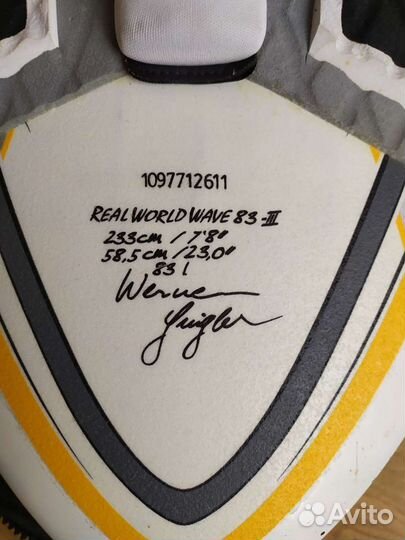 1097712611
REAL WORLD WAVE 83-III
233cm / 7'8"
58,5cm / 23,0"
83 l
Werner
Gnigler
Avito